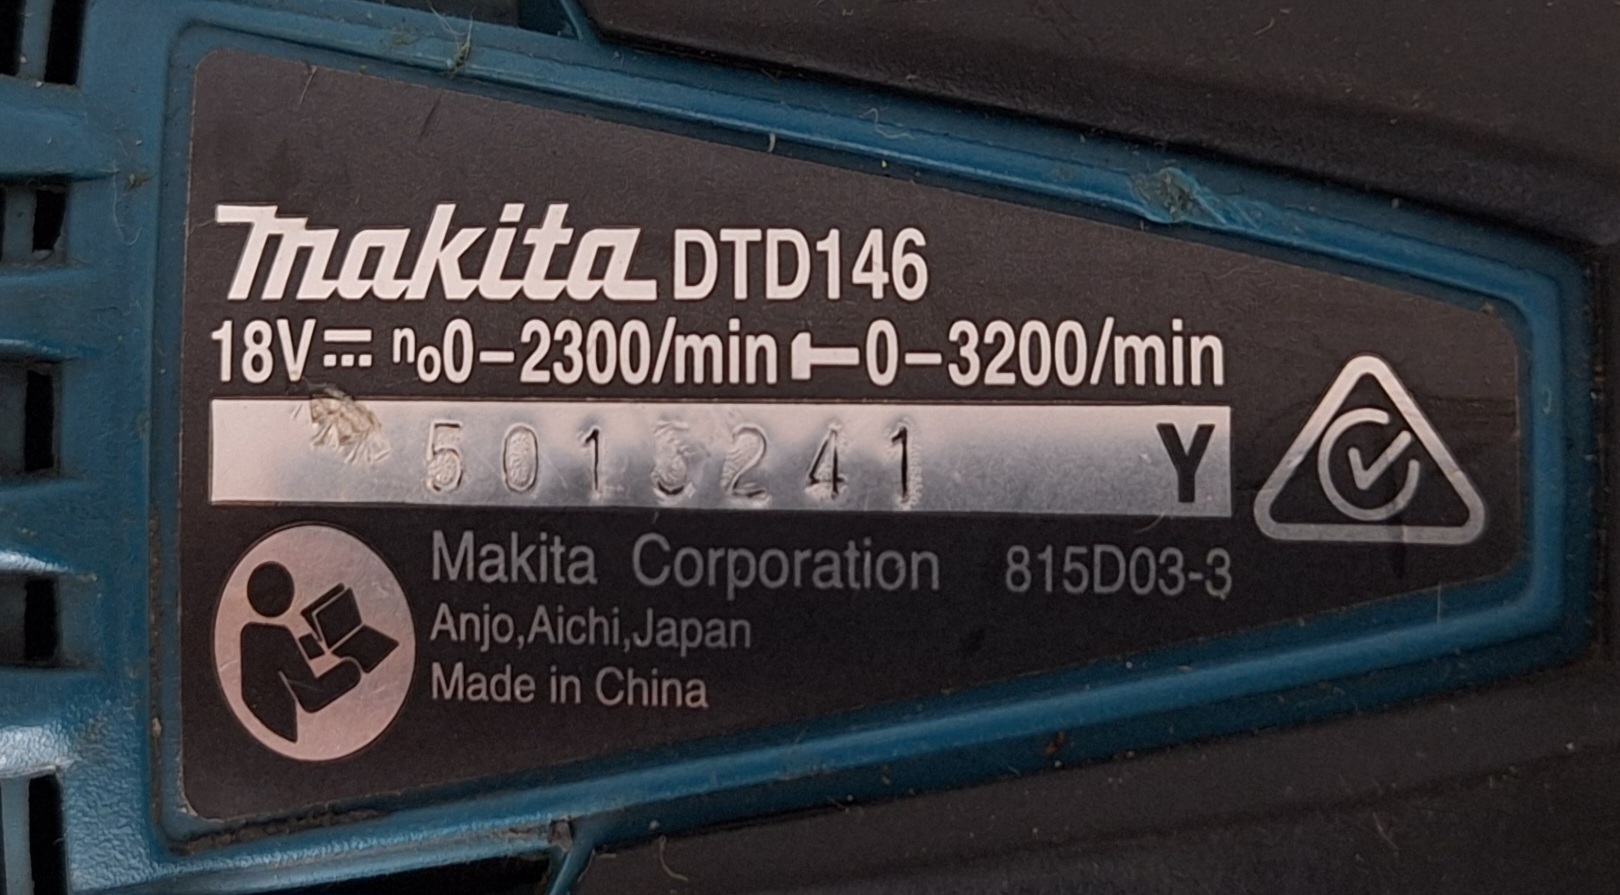 makita DTD146
18V⎓ n₀0–2300/min 0–3200/min
5013241 Y
Makita Corporation 815D03-3
Anjo,Aichi,Japan
Made in China